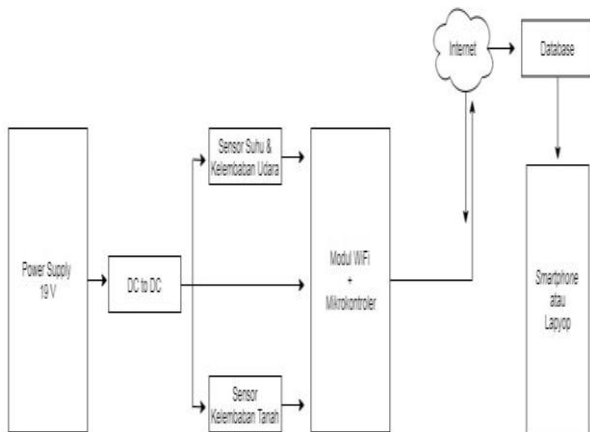 Internet
Database
Sensor Suhu &
Kelembaban Udara
Power Supply
19 V
DC to DC
Modul WiFi
+
Mikrokontroler
Smartphone
atau
Lapyop
Sensor
Kelembaban Tanah